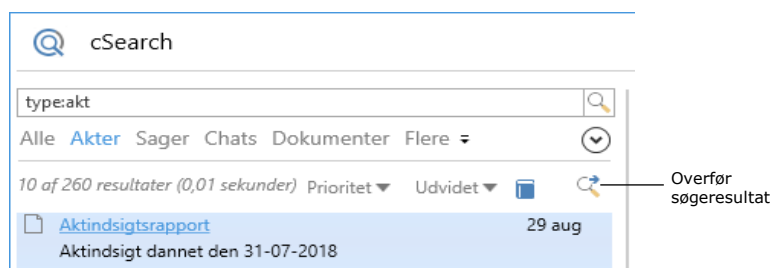 cSearch
type:akt
Alle Akter Sager Chats Dokumenter Flere
10 af 260 resultater (0,01 sekunder) Prioritet Udvidet
Overfør
søgeresultat
Aktindsigtsrapport 29 aug
Aktindsigt dannet den 31-07-2018